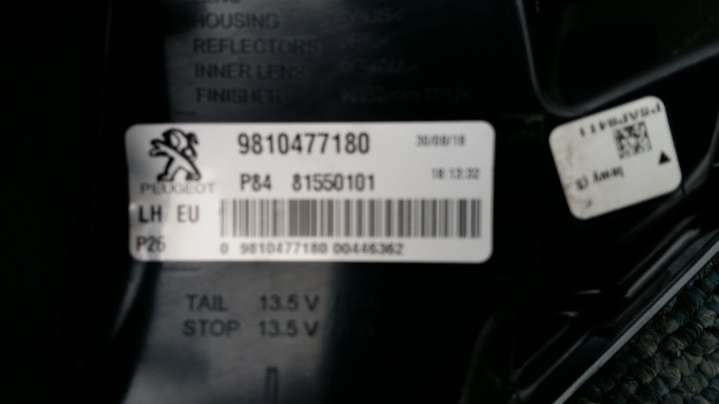 HOUSING
REFLECTORS
INNER LENS
FINISHER
PEUGEOT
9810477180 30/08/18
P84 81550101 18:13:32
LH EU
P26
0 9810477180 00446362
TAIL 13.5 V
STOP 13.5 V
lewy